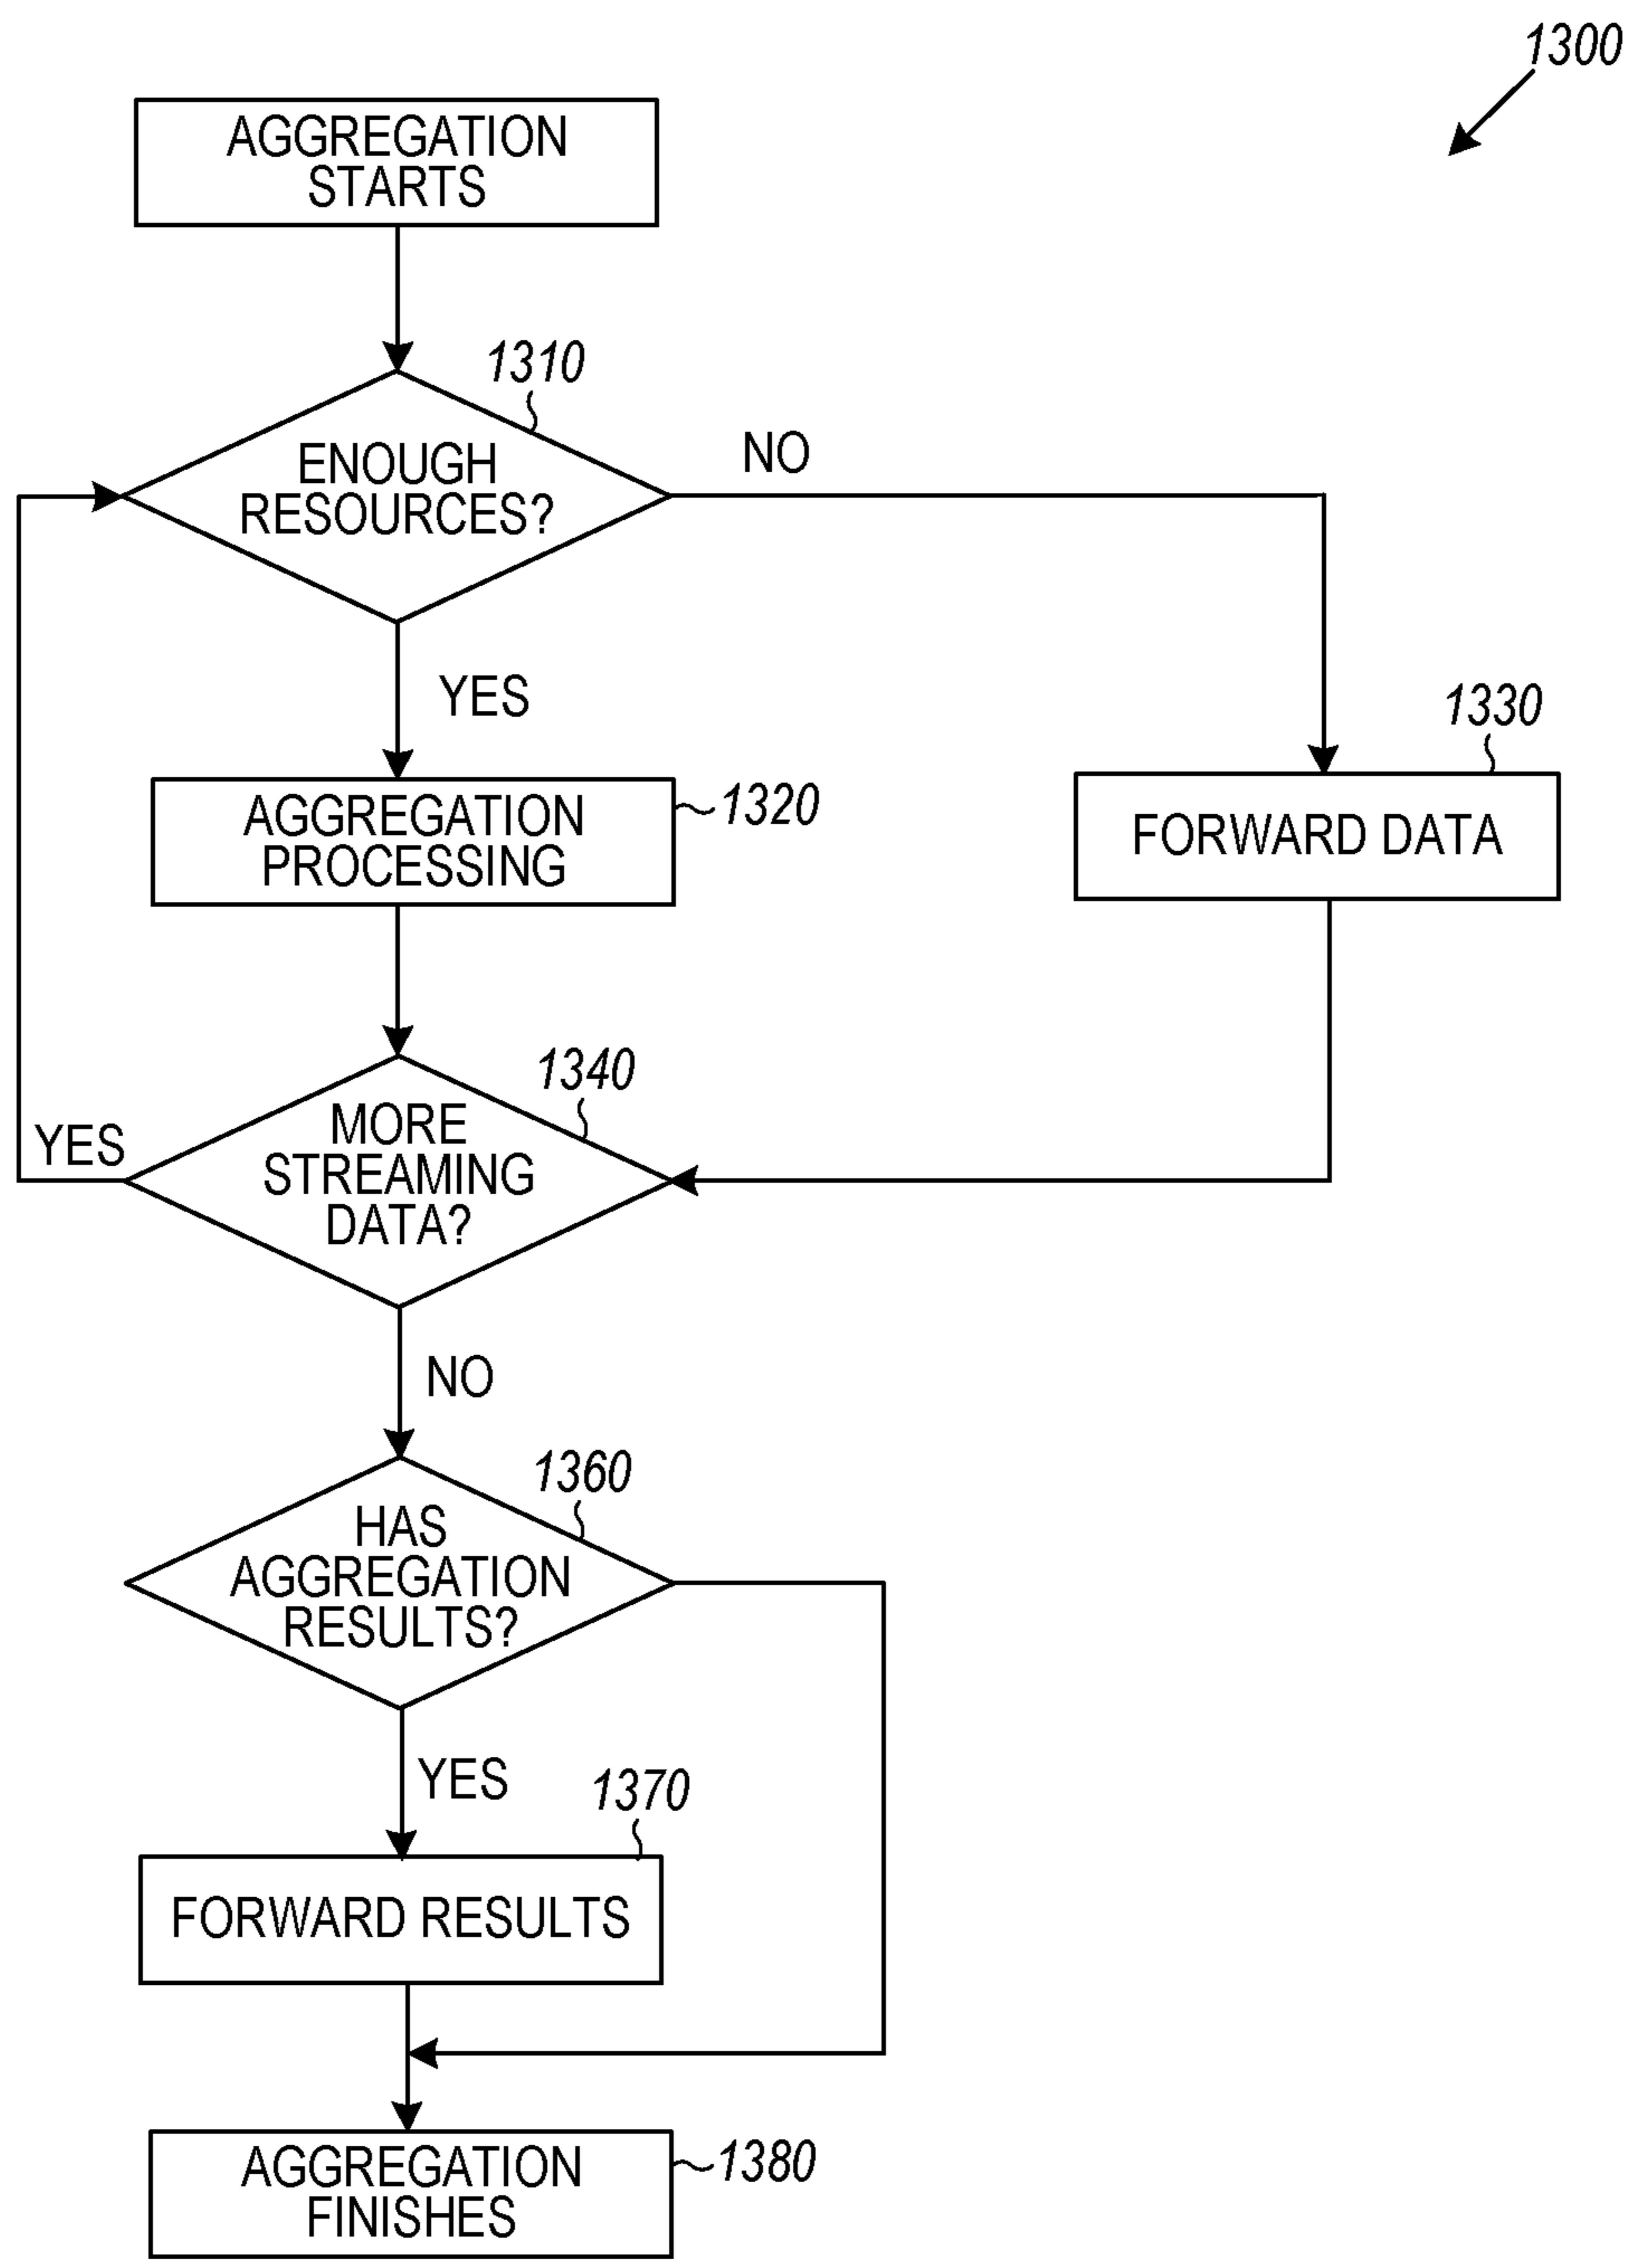 1300
AGGREGATION
STARTS
1310
ENOUGH
RESOURCES?
NO
YES
1330
AGGREGATION
PROCESSING
1320
FORWARD DATA
1340
MORE
STREAMING
DATA?
YES
NO
1360
HAS
AGGREGATION
RESULTS?
YES
1370
FORWARD RESULTS
AGGREGATION
FINISHES
1380